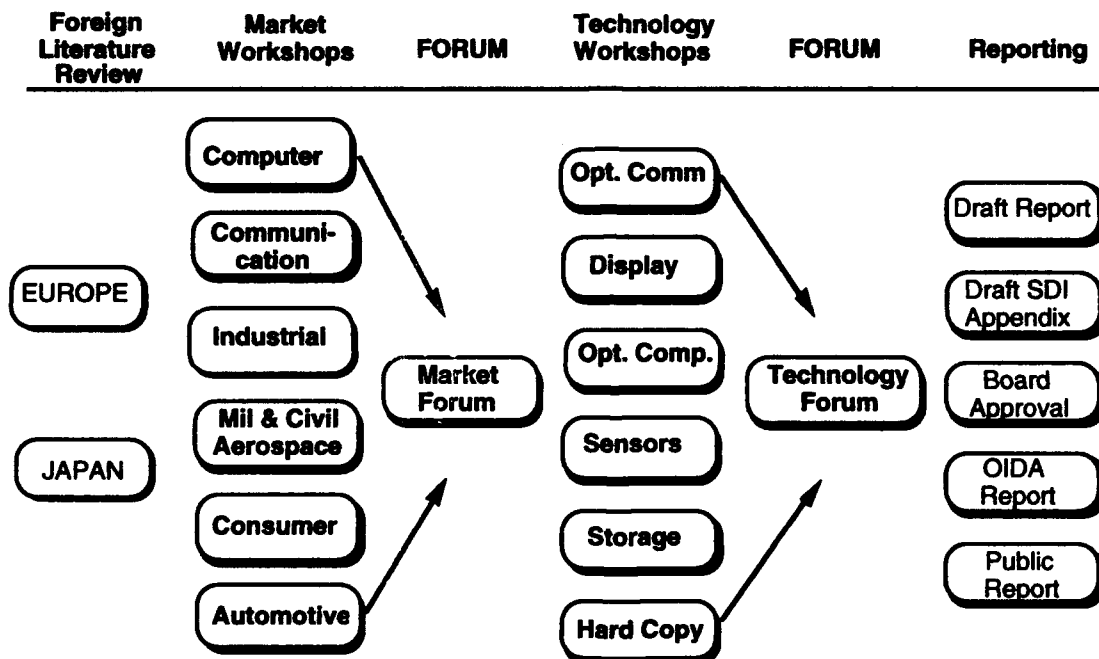 Foreign
Literature
Review
Market
Workshops
FORUM
Technology
Workshops
FORUM
Reporting
EUROPE
JAPAN
Computer
Communi-
cation
Industrial
Mil & Civil
Aerospace
Consumer
Automotive
Market
Forum
Opt. Comm
Display
Opt. Comp.
Sensors
Storage
Hard Copy
Technology
Forum
Draft Report
Draft SDI
Appendix
Board
Approval
OIDA
Report
Public
Report